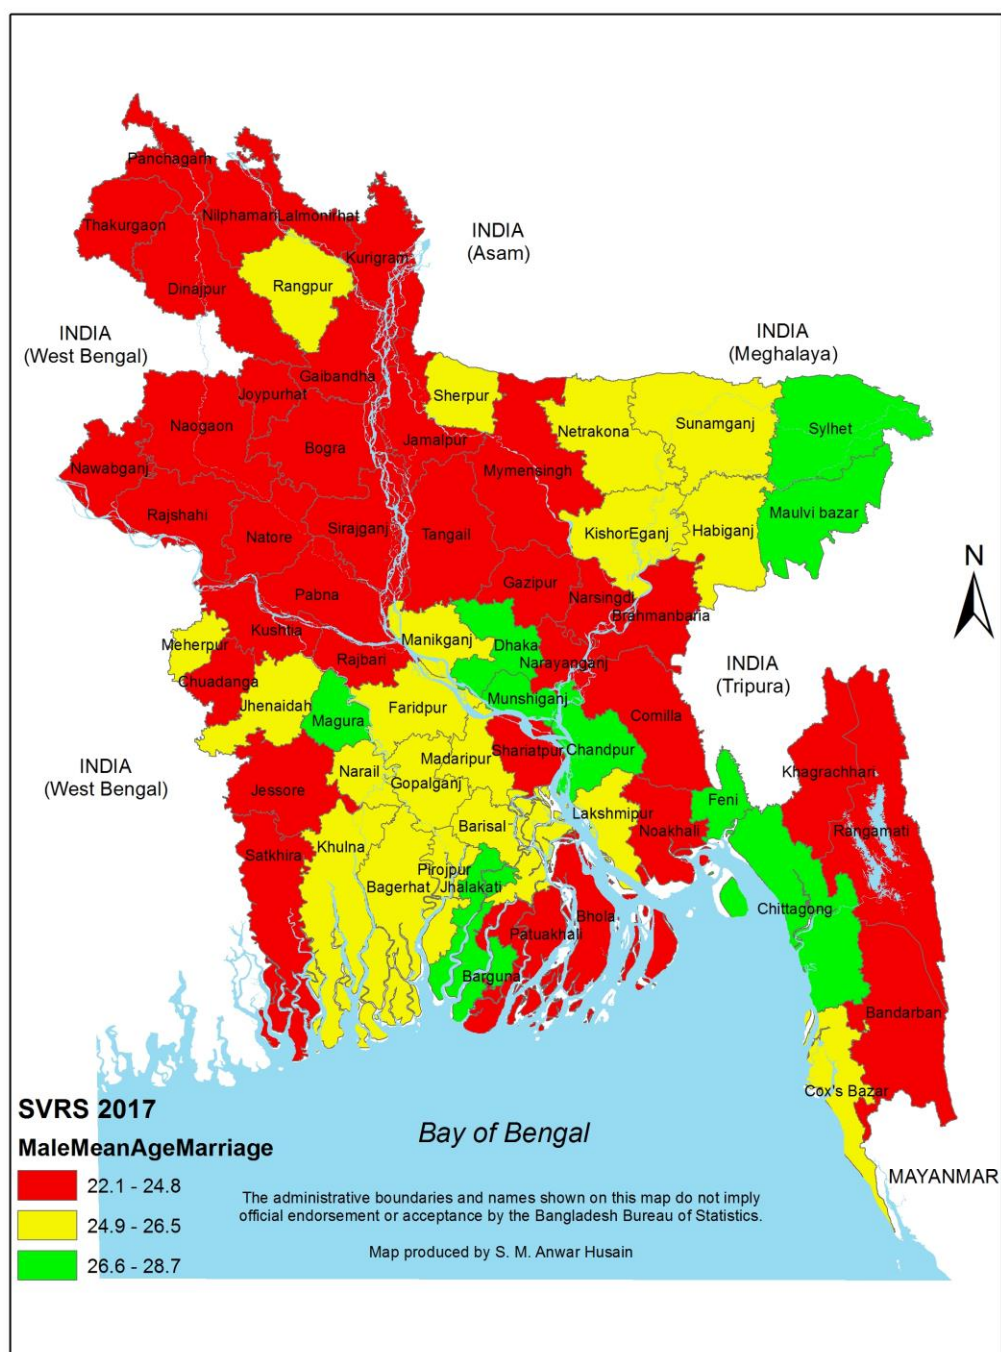 Panchagarh
Thakurgaon
Nilphamari
Lalmonirhat
Kurigram
Dinajpur
Rangpur
INDIA
(Asam)
INDIA
(West Bengal)
INDIA
(Meghalaya)
Gaibandha
Joypurhat
Sherpur
Naogaon
Bogra
Jamalpur
Netrakona
Sunamganj
Sylhet
Nawabganj
Mymensingh
Maulvi bazar
Rajshahi
Natore
Sirajganj
Tangail
KishorEganj
Habiganj
N
Pabna
Gazipur
Narsingdi
Brahmanbaria
Kushtia
Meherpur
Manikganj
Dhaka
Rajbari
Narayanganj
INDIA
(Tripura)
Chuadanga
Jhenaidah
Magura
Faridpur
Munshiganj
Comilla
Shariatpur
Chandpur
Madaripur
INDIA
(West Bengal)
Narail
Gopalganj
Khagrachhari
Jessore
Feni
Lakshmipur
Noakhali
Rangamati
Satkhira
Khulna
Barisal
Pirojpur
Bagerhat
Jhalakati
Chittagong
Bhola
Patuakhali
Barguna
Bandarban
Cox's Bazar
SVRS 2017
MaleMeanAgeMarriage
22.1 - 24.8
24.9 - 26.5
26.6 - 28.7
Bay of Bengal
MAYANMAR
The administrative boundaries and names shown on this map do not imply
official endorsement or acceptance by the Bangladesh Bureau of Statistics.
Map produced by S. M. Anwar Husain